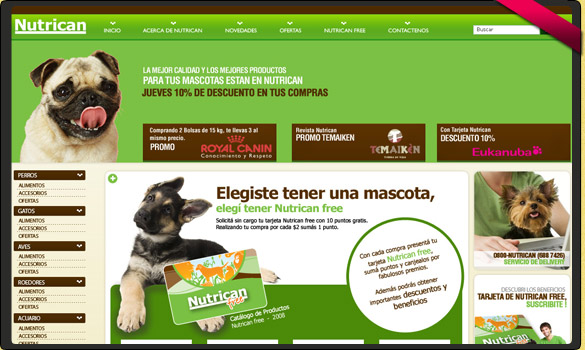 Nutrican
INICIO
ACERCA DE NUTRICAN
NOVEDADES
OFERTAS
NUTRICAN FREE
CONTACTENOS
Buscar
LA MEJOR CALIDAD Y LOS MEJORES PRODUCTOS
PARA TUS MASCOTAS ESTAN EN NUTRICAN
JUEVES 10% DE DESCUENTO EN TUS COMPRAS
Comprando 2 Bolsas de 15 kg, te llevas 3 al
mismo precio.
PROMO
ROYAL CANIN
Conocimiento y Respeto
Revista Nutrican
PROMO TEMAIKEN
TEMAIKÈN
Con Tarjeta Nutrican
DESCUENTO 10%
Eukanuba
PERROS
ALIMENTOS
ACCESORIOS
OFERTAS
GATOS
ALIMENTOS
ACCESORIOS
OFERTAS
AVES
ALIMENTOS
ACCESORIOS
OFERTAS
ROEDORES
ALIMENTOS
ACCESORIOS
OFERTAS
ACUARIO
ALIMENTOS
ACCESORIOS
OFERTAS
Elegiste tener una mascota,
elegí tener Nutrican free
Solicitá sin cargo tu tarjeta Nutrican free con 10 puntos gratis.
Realizando tu compra por cada $2 sumás 1 punto.
Con cada compra presentá tu
tarjeta Nutrican free,
sumá puntos y canjealos por
fabulosos premios.
Además podrás obtener
importantes descuentos y
beneficios
Nutrican
free
Catálogo de Productos
Nutrican free - 2008
0800-NUTRICAN (688 7426)
SERVICIO DE DELIVERY
DESCUBRI LOS BENEFICIOS
TARJETA DE NUTRICAN FREE,
SUSCRIBITE !